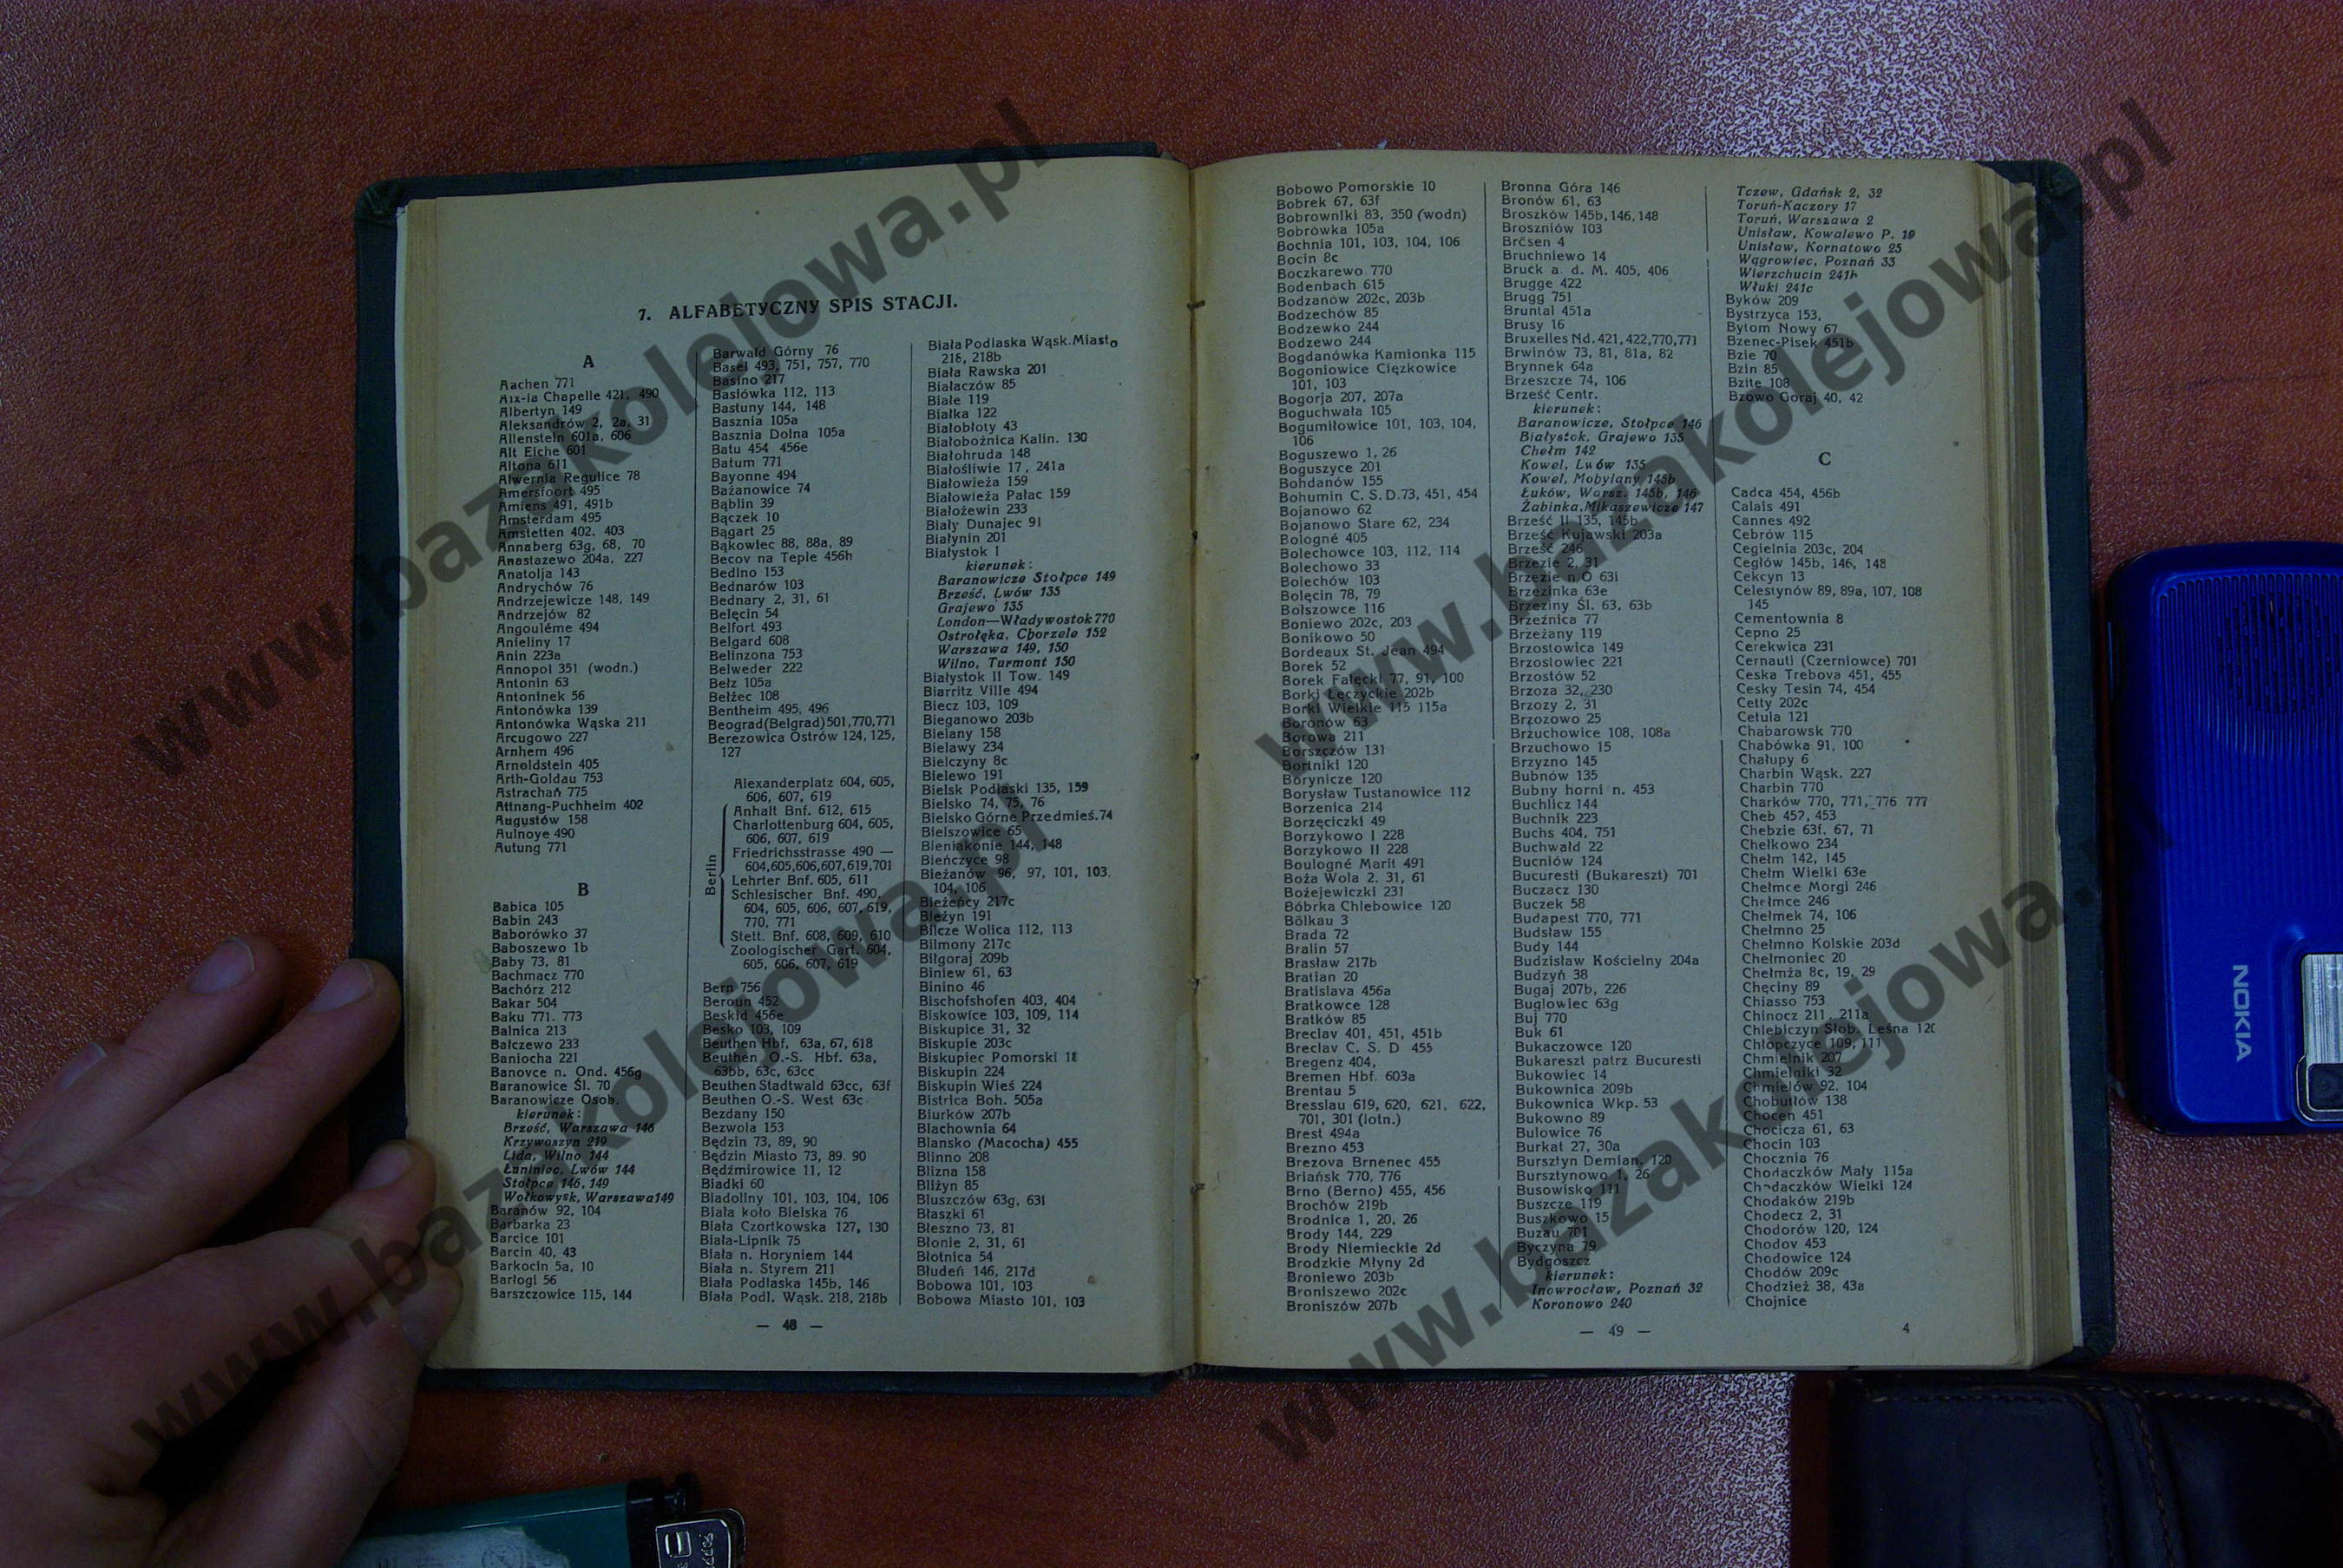 7. ALFABETYCZNY SPIS STACJI.
A
Aachen 771
Aix-la Chapelle 421, 490
Albertyn 149
Aleksandrów 2, 2a, 31
Allenstein 601a, 606
Alt Eiche 601
Altona 611
Alwernia Regulice 78
Amersfoort 495
Amiens 491, 491b
Amsterdam 495
Amstetten 402, 403
Annaberg 63g, 68, 70
Anastazewo 204a, 227
Anatolja 143
Andrychów 76
Andrzejewicze 148, 149
Andrzejów 82
Angouléme 494
Anieliny 17
Anin 223a
Annopol 351 (wodn.)
Antonin 63
Antoninek 56
Antonówka 139
Antonówka Wąska 211
Arcugowo 227
Arnhem 496
Arnoldstein 405
Arth-Goldau 753
Astrachań 775
Attnang-Puchheim 402
Augustów 158
Aulnoye 490
Autung 771
B
Babica 105
Babin 243
Baborówko 37
Baboszewo 1b
Baby 73, 81
Bachmacz 770
Bachórz 212
Bakar 504
Baku 771. 773
Balnica 213
Bałczewo 233
Baniocha 221
Banovce n. Ond. 456g
Baranowice Śl. 70
Baranowicze Osob.
kierunek:
Brześć, Warszawa 146
Krzywoszyn 219
Lida, Wilno 144
Łuniniec, Lwów 144
Stołpce 146, 149
Wołkowysk, Warszawa 149
Baranów 92, 104
Barbarka 23
Barcice 101
Barcin 40, 43
Barkocin 5a, 10
Barłogi 56
Barszczowice 115, 144
Barwałd Górny 76
Basel 493, 751, 757, 770
Basino 217
Basiówka 112, 113
Bastuny 144, 148
Basznia 105a
Basznia Dolna 105a
Batu 454 456e
Batum 771
Bayonne 494
Bażanowice 74
Bąblin 39
Bączek 10
Bągart 25
Bąkowiec 88, 88a, 89
Becov na Teple 456h
Bedlno 153
Bednarów 103
Bednary 2, 31, 61
Belęcin 54
Belfort 493
Belgard 608
Belinzona 753
Belweder 222
Bełz 105a
Bełżec 108
Bentheim 495, 496
Beograd (Belgrad) 501, 770, 771
Berezowica Ostrów 124, 125,
127
Berlin
Alexanderplatz 604, 605,
606, 607, 619
Anhalt Bnf. 612, 615
Charlottenburg 604, 605,
606, 607, 619
Friedrichsstrasse 490 —
604,605,606,607,619,701
Lehrter Bnf. 605, 611
Schlesischer Bnf. 490,
604, 605, 606, 607, 619,
770, 771
Stett. Bnf. 608, 609, 610
Zoologischer Gart. 604,
605, 606, 607, 619
Bern 756
Beroun 452
Beskid 456e
Besko 103, 109
Beuthen Hbf, 63a, 67, 618
Beuthen O.-S. Hbf. 63a,
63bb, 63c, 63cc
Beuthen Stadtwald 63cc, 63f
Beuthen O.-S. West 63c
Bezdany 150
Bezwola 153
Będzin 73, 89, 90
Będzin Miasto 73, 89. 90
Będźmirowice 11, 12
Biadki 60
Biadoliny 101, 103, 104, 106
Biała koło Bielska 76
Biała Czortkowska 127, 130
Biała-Lipnik 75
Biała n. Horyniem 144
Biała n. Styrem 211
Biała Podlaska 145b, 146
Biała Podl. Wąsk. 218, 218b
Biała Podlaska Wąsk. Miasto
218, 218b
Biała Rawska 201
Białaczów 85
Białe 119
Białka 122
Białobłoty 43
Białobożnica Kalin. 130
Białohruda 148
Białośliwie 17, 241a
Białowieża 159
Białowieża Pałac 159
Białożewin 233
Biały Dunajec 91
Białynin 201
Białystok I
kierunek:
Baranowicze Stołpce 149
Brześć, Lwów 135
Grajewo 135
London—Władywostok 770
Ostrołęka, Chorzele 152
Warszawa 149, 150
Wilno, Turmont 150
Białystok II Tow. 149
Biarritz Ville 494
Biecz 103, 109
Bieganowo 203b
Bielany 158
Bielawy 234
Bielczyny 8c
Bielewo 191
Bielsk Podlaski 135, 159
Bielsko 74, 75, 76
Bielsko Górne Przedmieś. 74
Bielszowice 65
Bieniakonie 144, 148
Bieńczyce 98
Bieżanów 96, 97, 101, 103.
104, 106
Bieżeńcy 217c
Bieżyn 191
Bilcze Wolica 112, 113
Bilmony 217c
Biłgoraj 209b
Biniew 61, 63
Binino 46
Bischofshofen 403, 404
Biskowice 103, 109, 114
Biskupice 31, 32
Biskupie 203c
Biskupiec Pomorski 18
Biskupin 224
Biskupin Wieś 224
Bistrica Boh. 505a
Biurków 207b
Blachownia 64
Blansko (Macocha) 455
Blinno 208
Blizna 158
Bliżyn 85
Bluszczów 63g, 63i
Błaszki 61
Błeszno 73, 81
Błonie 2, 31, 61
Błotnica 54
Błudeń 146, 217d
Bobowa 101, 103
Bobowa Miasto 101, 103
— 48 —
Bobowo Pomorskie 10
Bobrek 67, 63f
Bobrowniki 83, 350 (wodn)
Bobrówka 105a
Bochnia 101, 103, 104, 106
Bocin 8c
Boczkarewo 770
Bodenbach 615
Bodzanów 202c, 203b
Bodzechów 85
Bodzewko 244
Bodzewo 244
Bogdanówka Kamionka 115
Bogoniowice Ciężkowice
101, 103
Bogorja 207, 207a
Boguchwała 105
Bogumiłowice 101, 103, 104,
106
Boguszewo 1, 26
Boguszyce 201
Bohdanów 155
Bohumin C. S. D. 73, 451, 454
Bojanowo 62
Bojanowo Stare 62, 234
Bologné 405
Bolechowce 103, 112, 114
Bolechowo 33
Bolechów 103
Bolęcin 78, 79
Bołszowce 116
Boniewo 202c, 203
Bonikowo 50
Bordeaux St. Jean 494
Borek 52
Borek Fałęcki 77, 91, 100
Borki Łęczyckie 202b
Borki Wielkie 115 115a
Boronów 63
Borowa 211
Borszczów 131
Bortniki 120
Borynicze 120
Borysław Tustanowice 112
Borzenica 214
Borzęciczki 49
Borzykowo I 228
Borzykowo II 228
Boulogné Marit 491
Boża Wola 2. 31, 61
Bożejewiczki 231
Bóbrka Chlebowice 120
Bölkau 3
Brada 72
Bralin 57
Brasław 217b
Bratian 20
Bratislava 456a
Bratkowce 128
Bratków 85
Breclav 401, 451, 451b
Breclav C. S. D 455
Bregenz 404,
Bremen Hbf. 603a
Brentau 5
Bresslau 619, 620, 621, 622,
701, 301 (lotn.)
Brest 494a
Brezno 453
Brezova Brnenec 455
Briańsk 770, 776
Brno (Berno) 455, 456
Brochów 219b
Brodnica 1, 20, 26
Brody 144, 229
Brody Niemieckie 2d
Brodzkie Młyny 2d
Broniewo 203b
Broniszewo 202c
Broniszów 207b
Bronna Góra 146
Bronów 61, 63
Broszków 145b, 146, 148
Broszniów 103
Brčsen 4
Bruchniewo 14
Bruck a. d. M. 405, 406
Brugge 422
Brugg 751
Bruntal 451a
Brusy 16
Bruxelles Nd. 421, 422,770,771
Brwinów 73, 81, 81a, 82
Brynnek 64a
Brzeszcze 74, 106
Brześć Centr.
kierunek:
Baranowicze, Stołpce 146
Białystok, Grajewo 135
Chełm 142
Kowel, Lwów 135
Kowel, Mobylany 145b
Łuków, Warsz. 145b, 146
Żabinka, Mikaszewicze 147
Brześć II 135, 145b
Brześć Kujawski 203a
Brześć 246
Brzezie 2, 31
Brzezie n.O 63i
Brzezinka 63e
Brzeziny Śl. 63, 63b
Brzeźnica 77
Brzeżany 119
Brzostowica 149
Brzostowiec 221
Brzostów 52
Brzoza 32, 230
Brzozy 2, 31
Brzozowo 25
Brzuchowice 108, 108a
Brzuchowo 15
Brzyzno 145
Bubnów 135
Bubny horni n. 453
Buchlicz 144
Buchnik 223
Buchs 404, 751
Buchwałd 22
Bucniów 124
Bucuresti (Bukareszt) 701
Buczacz 130
Buczek 58
Budapest 770, 771
Budsław 155
Budy 144
Budzisław Kościelny 204a
Budzyń 38
Bugaj 207b, 226
Buglowiec 63g
Buj 770
Buk 61
Bukaczowce 120
Bukareszt patrz Bucuresti
Bukowiec 14
Bukownica 209b
Bukownica Wkp. 53
Bukowno 89
Bulowice 76
Burkat 27, 30a
Bursztyn Demian. 120
Bursztynowo 1, 26
Busowisko 111
Buszcze 119
Buszkowo 15
Buzau 701
Byczyna 79
Bydgoszcz
kierunek:
Inowrocław, Poznań 32
Koronowo 240
Tczew, Gdańsk 2, 32
Toruń-Kaczory 17
Toruń, Warszawa 2
Unisław, Kowalewo P. 19
Unisław, Kornatowo 25
Wągrowiec, Poznań 33
Wierzchucin 241b
Włuki 241c
Byków 209
Bystrzyca 153,
Bytom Nowy 67
Bzenec-Pisek 451b
Bzie 70
Bzin 85
Bzite 108
Bzowo Goraj 40, 42
C
Cadca 454, 456b
Calais 491
Cannes 492
Cebrów 115
Cegielnia 203c, 204
Cegłów 145b, 146, 148
Cekcyn 13
Celestynów 89, 89a, 107, 108
145
Cementownia 8
Cepno 25
Cerekwica 231
Cernauti (Czerniowce) 701
Ceska Trebova 451, 455
Cesky Tesin 74, 454
Cetty 202c
Cetula 121
Chabarowsk 770
Chabówka 91, 100
Chałupy 6
Charbin Wąsk. 227
Charbin 770
Charków 770, 771, 776 777
Cheb 452, 453
Chebzie 63f, 67, 71
Chełkowo 234
Chełm 142, 145
Chełm Wielki 63e
Chełmce Morgi 246
Chełmce 246
Chełmek 74, 106
Chełmno 25
Chełmno Kolskie 203d
Chełmoniec 20
Chełmża 8c, 19, 29
Chęciny 89
Chiasso 753
Chinocz 211, 211a
Chlebiczyn Słob. Leśna 120
Chłopczyce 109, 111
Chmielnik 207
Chmielniki 32
Chmielów 92, 104
Chobułłów 138
Chocen 451
Chocicza 61, 63
Chocin 103
Chocznia 76
Chodaczków Mały 115a
Chodaczków Wielki 124
Chodaków 219b
Chodecz 2, 31
Chodorów 120, 124
Chodov 453
Chodowice 124
Chodów 209c
Chodzież 38, 43a
Chojnice
— 49 —
4
NOKIA
www.bazakolejowa.pl
www.bazakolejowa.pl
www.bazakolejowa.pl
www.bazakolejowa.pl